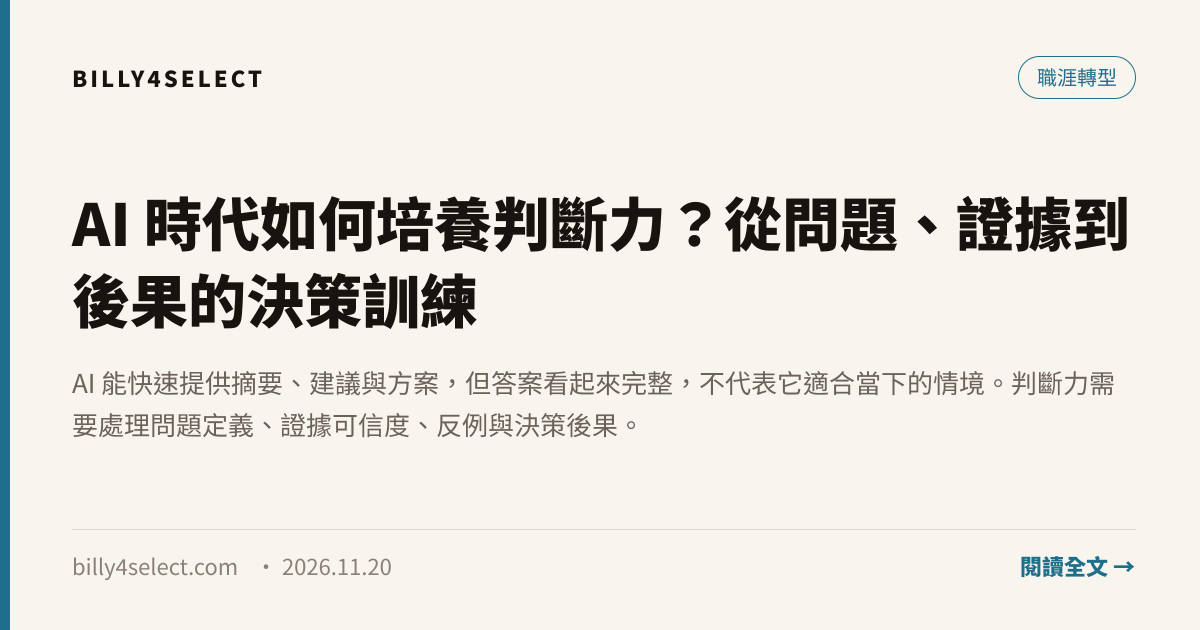 BILLY4SELECT
職涯轉型
AI 時代如何培養判斷力？從問題、證據到
後果的決策訓練
AI 能快速提供摘要、建議與方案，但答案看起來完整，不代表它適合當下的情境。判斷力需
要處理問題定義、證據可信度、反例與決策後果。
billy4select.com ・ 2026.11.20
閱讀全文 →